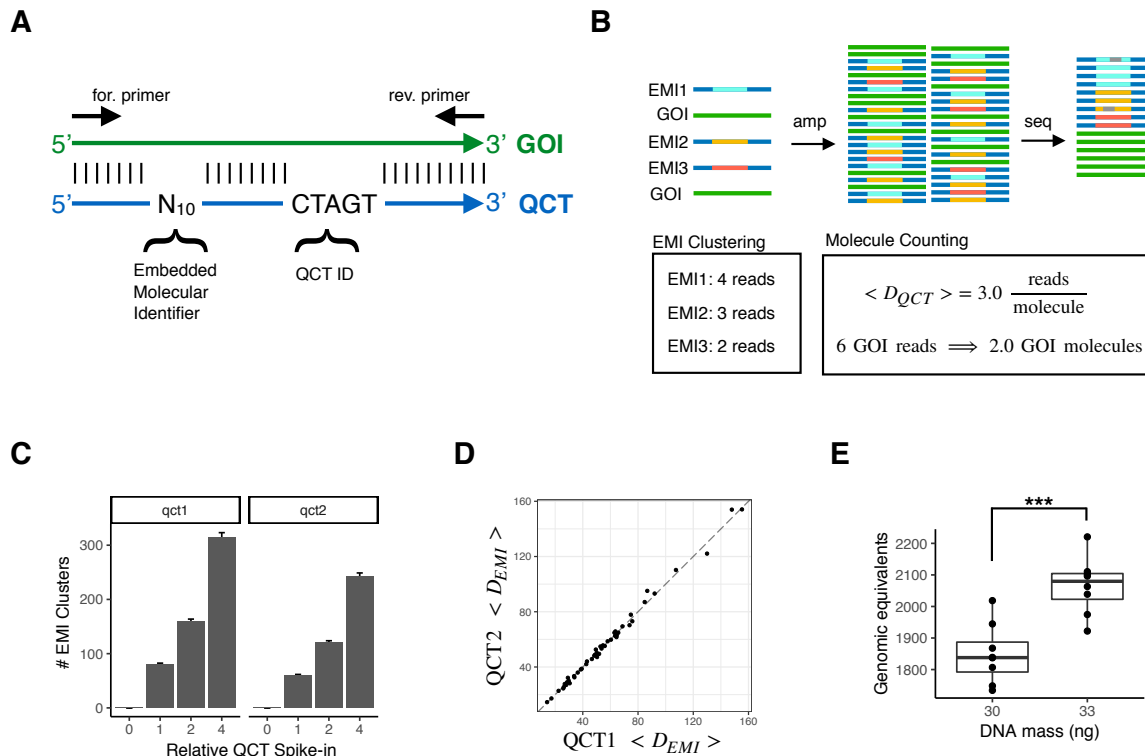 A
for. primer
rev. primer
5’ 3’ GOI
5’ N10 CTAGT 3’ QCT
Embedded
Molecular
Identifier
QCT ID
B
EMI1
GOI
EMI2
EMI3
GOI
amp
seq
EMI Clustering
EMI1: 4 reads
EMI2: 3 reads
EMI3: 2 reads
Molecule Counting
< D_QCT > = 3.0 reads/molecule
6 GOI reads ⟹ 2.0 GOI molecules
C
qct1 qct2
# EMI Clusters
300
200
100
0
0 1 2 4 0 1 2 4
Relative QCT Spike-in
D
QCT2 < D_EMI >
160
120
80
40
40 80 120 160
QCT1 < D_EMI >
E
***
Genomic equivalents
2200
2100
2000
1900
1800
30 33
DNA mass (ng)